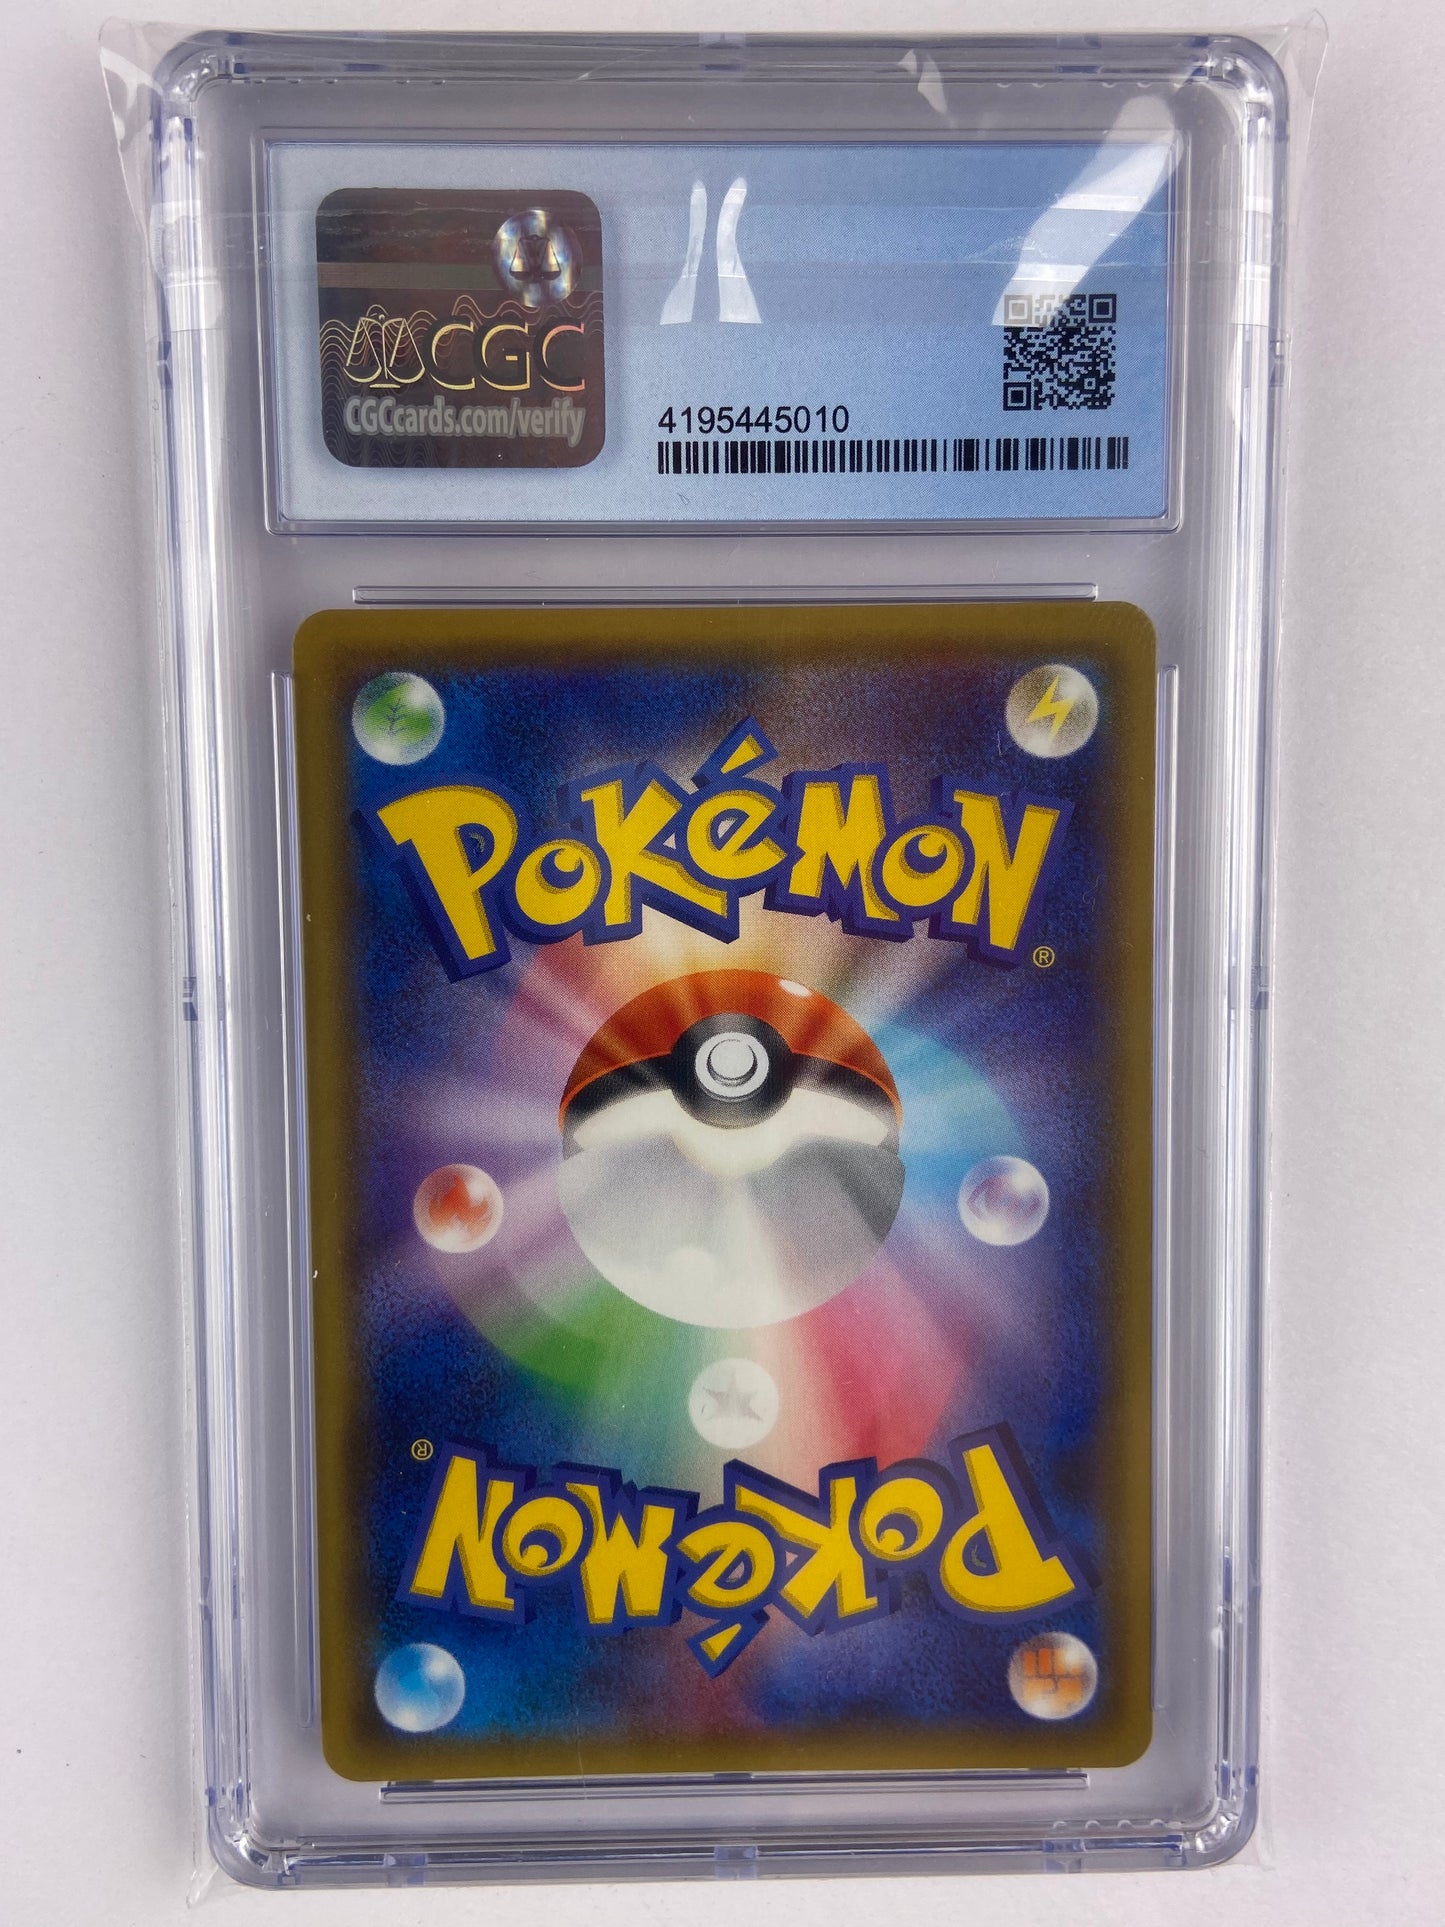 CGC
CGCcards.com/verify
4195445010
POKéMON
®
®
POKéMON